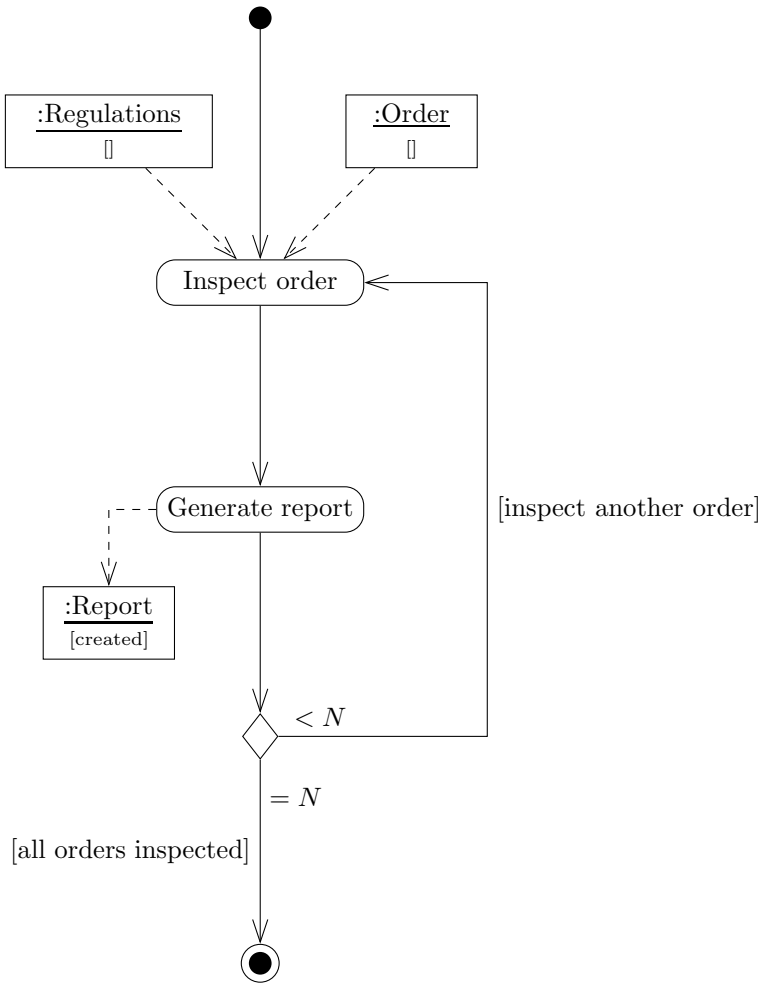 :Regulations
[]
:Order
[]
Inspect order
Generate report
[inspect another order]
:Report
[created]
< N
= N
[all orders inspected]